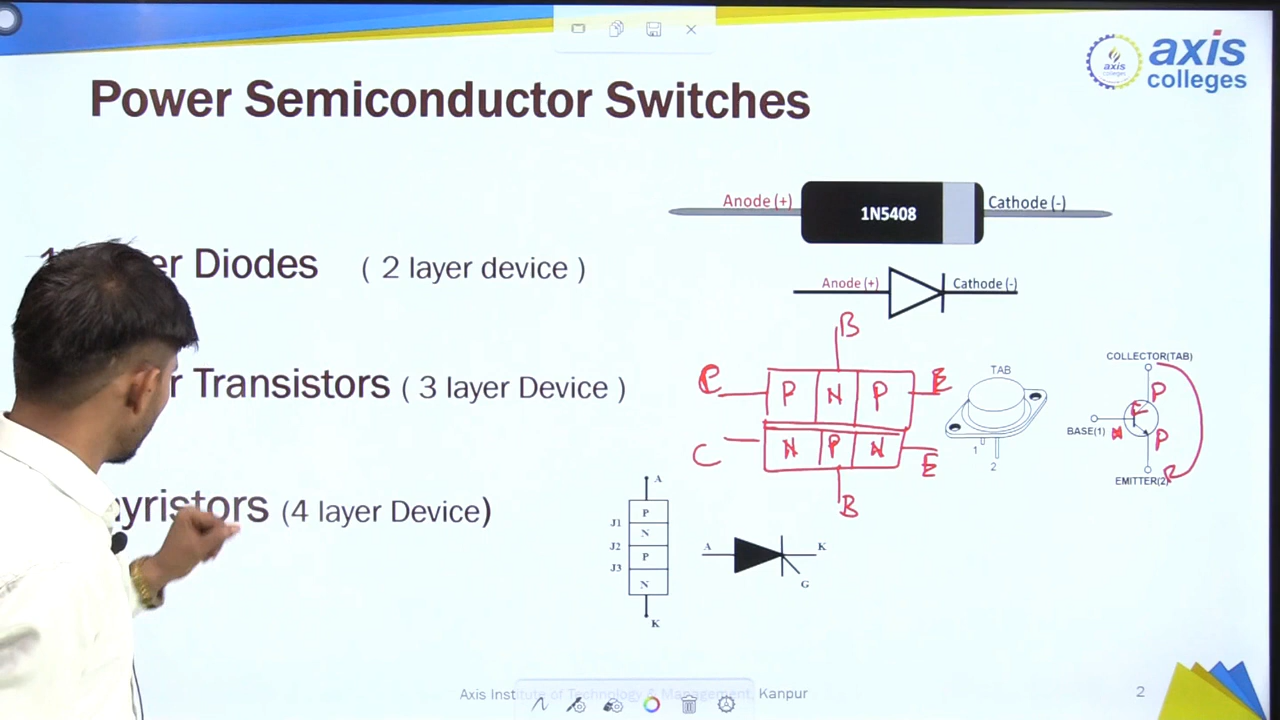 axis
colleges
axis
colleges
Power Semiconductor Switches
Anode (+)
1N5408
Cathode (-)
Diodes ( 2 layer device )
Anode (+)
Cathode (-)
B
C
P N P
E
TAB
1
2
COLLECTOR(TAB)
P
BASE(1)
N
P
EMITTER(2)
Transistors ( 3 layer Device )
C
N P N
E
B
(4 layer Device)
A
P
J1
N
J2
P
J3
N
K
A
K
G
Axis Institute of Technology & Management, Kanpur
2